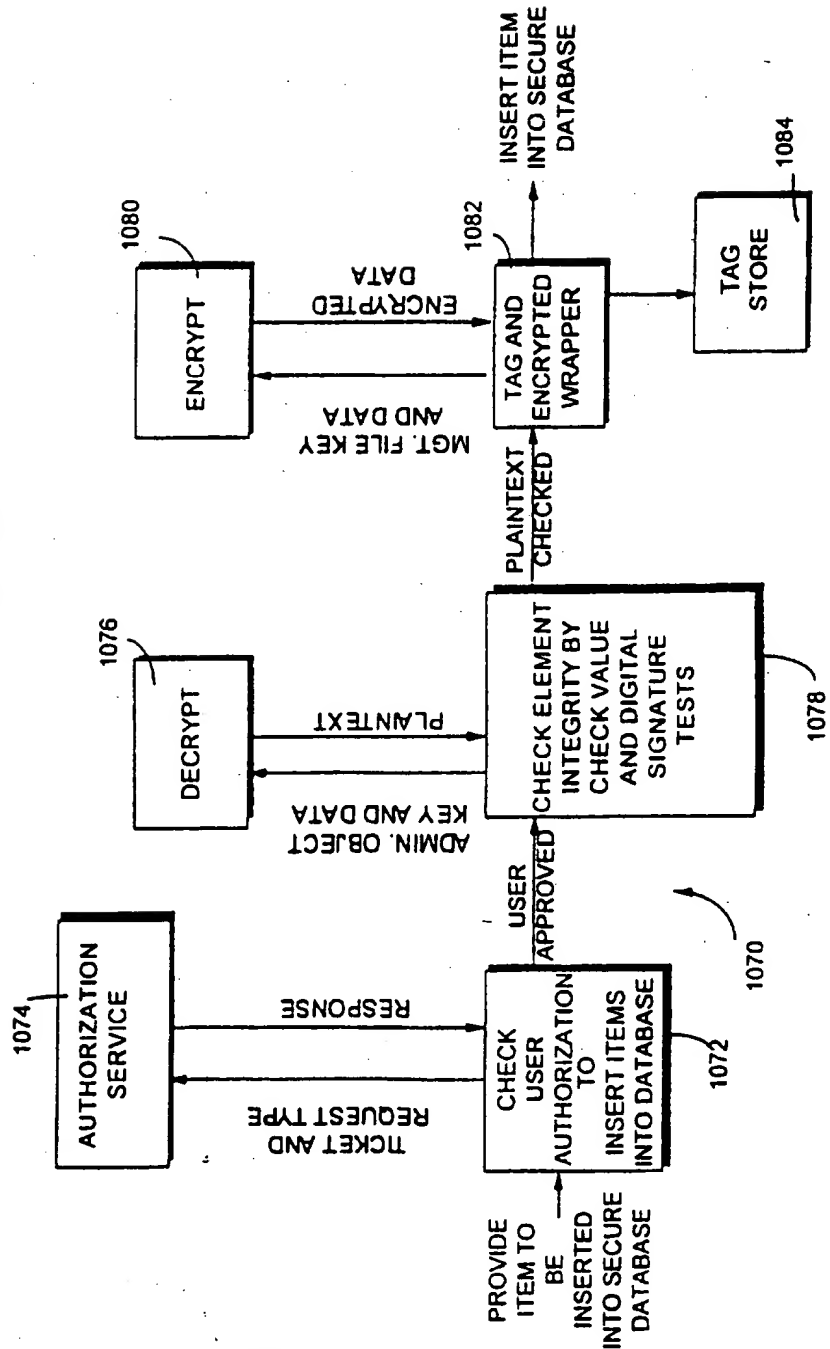 1074
AUTHORIZATION
SERVICE
TICKET AND
REQUEST TYPE
RESPONSE
PROVIDE
ITEM TO
BE
INSERTED
INTO SECURE
DATABASE
CHECK
USER
AUTHORIZATION
TO
INSERT ITEMS
INTO DATABASE
1072
USER
APPROVED
1070
1076
DECRYPT
ADMIN. OBJECT
KEY AND DATA
PLAINTEXT
CHECK ELEMENT
INTEGRITY BY
CHECK VALUE
AND DIGITAL
SIGNATURE
TESTS
1078
PLAINTEXT
CHECKED
1080
ENCRYPT
MGT. FILE KEY
AND DATA
ENCRYPTED
DATA
1082
TAG AND
ENCRYPTED
WRAPPER
INSERT ITEM
INTO SECURE
DATABASE
TAG
STORE
1084